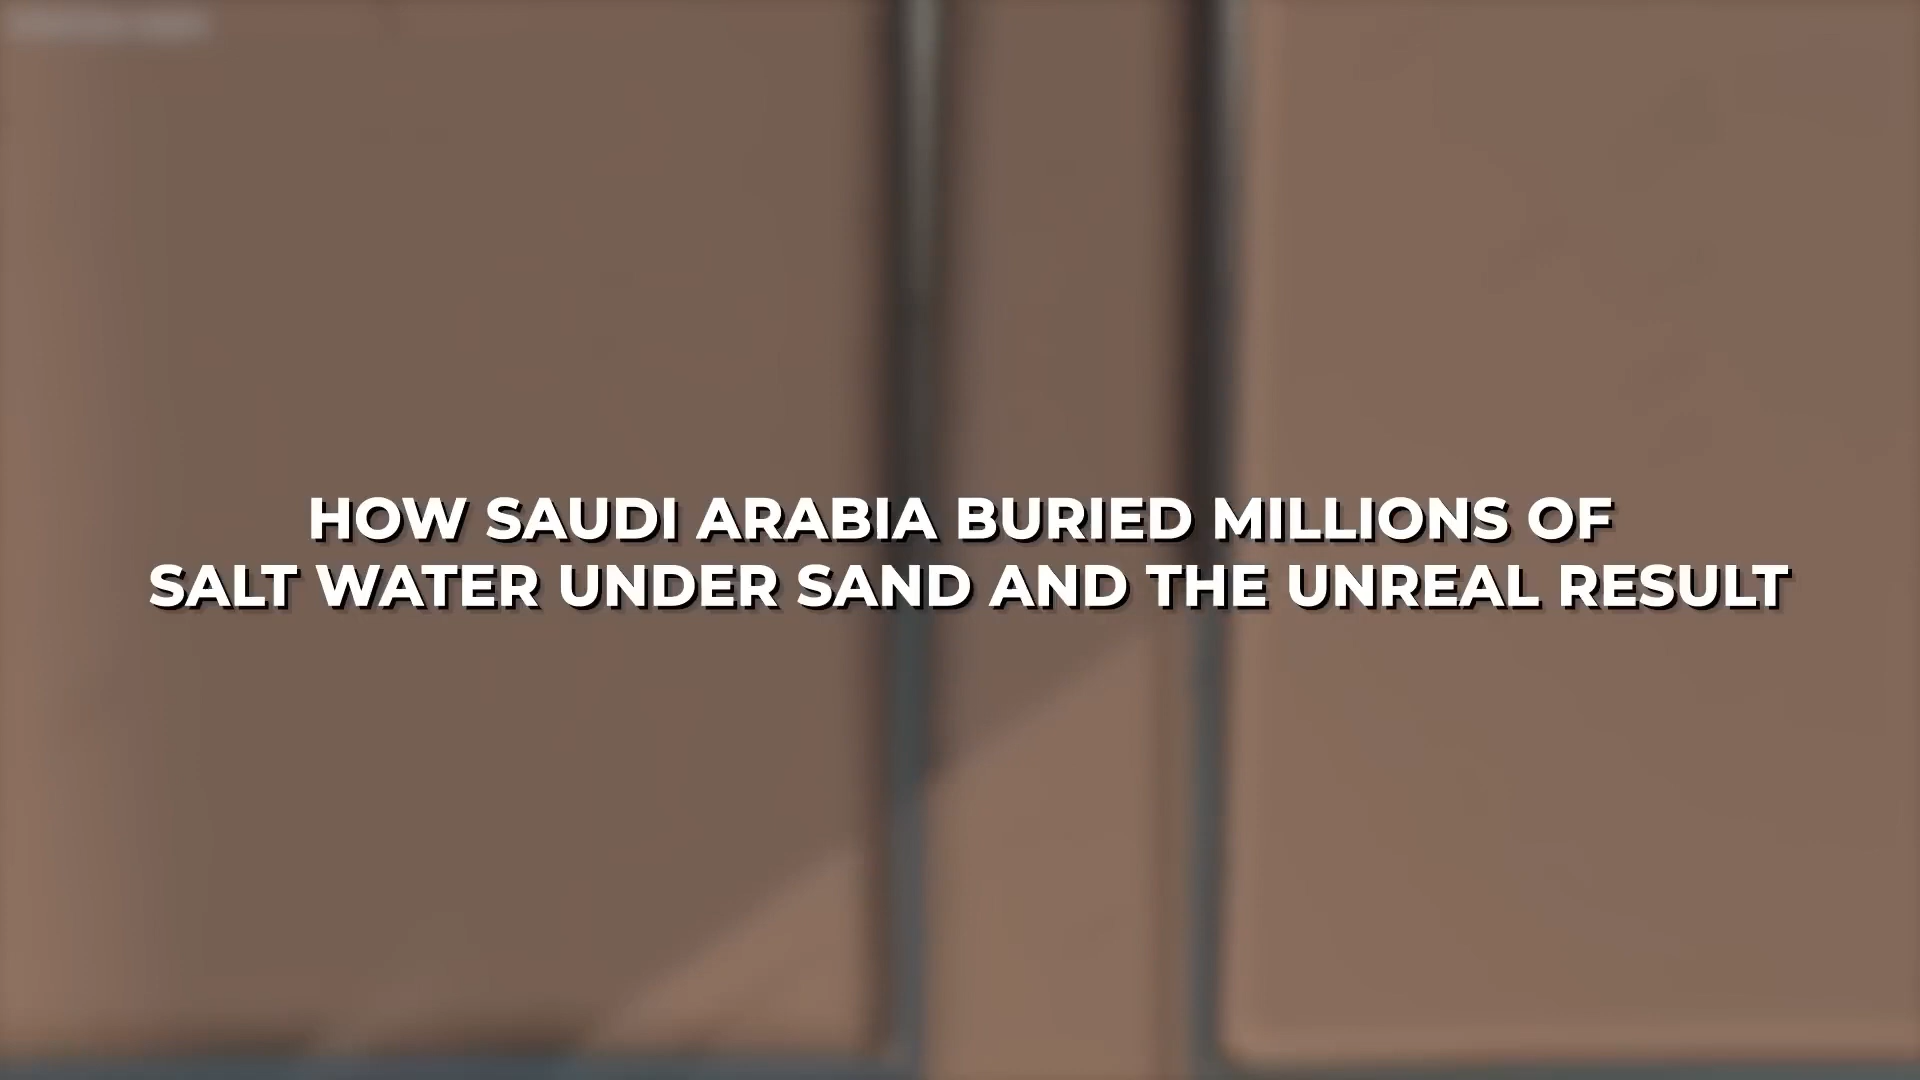 HOW SAUDI ARABIA BURIED MILLIONS OF
SALT WATER UNDER SAND AND THE UNREAL RESULT